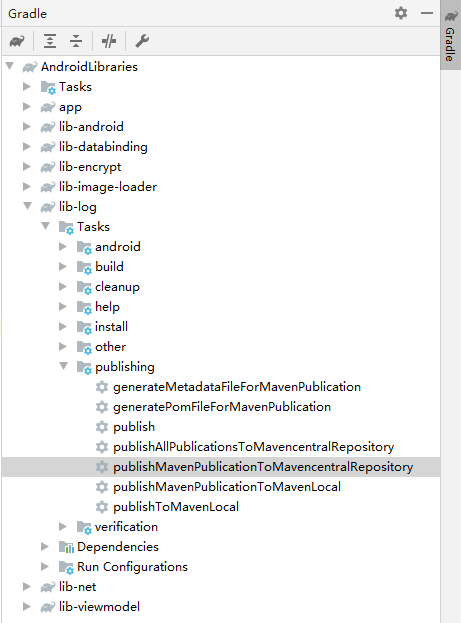 Gradle
Gradle
AndroidLibraries
Tasks
app
lib-android
lib-databinding
lib-encrypt
lib-image-loader
lib-log
Tasks
android
build
cleanup
help
install
other
publishing
generateMetadataFileForMavenPublication
generatePomFileForMavenPublication
publish
publishAllPublicationsToMavencentralRepository
publishMavenPublicationToMavencentralRepository
publishMavenPublicationToMavenLocal
publishToMavenLocal
verification
Dependencies
Run Configurations
lib-net
lib-viewmodel